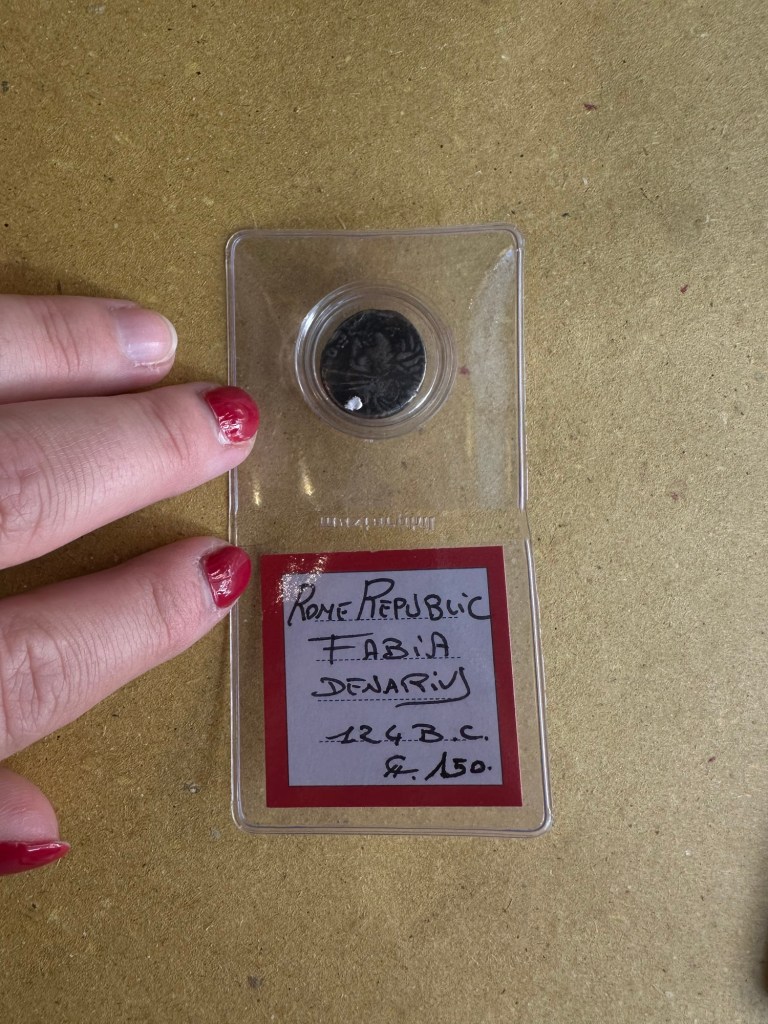 ROME REPUBLIC
FABIA
DENARIUS
124 B.C.
150.